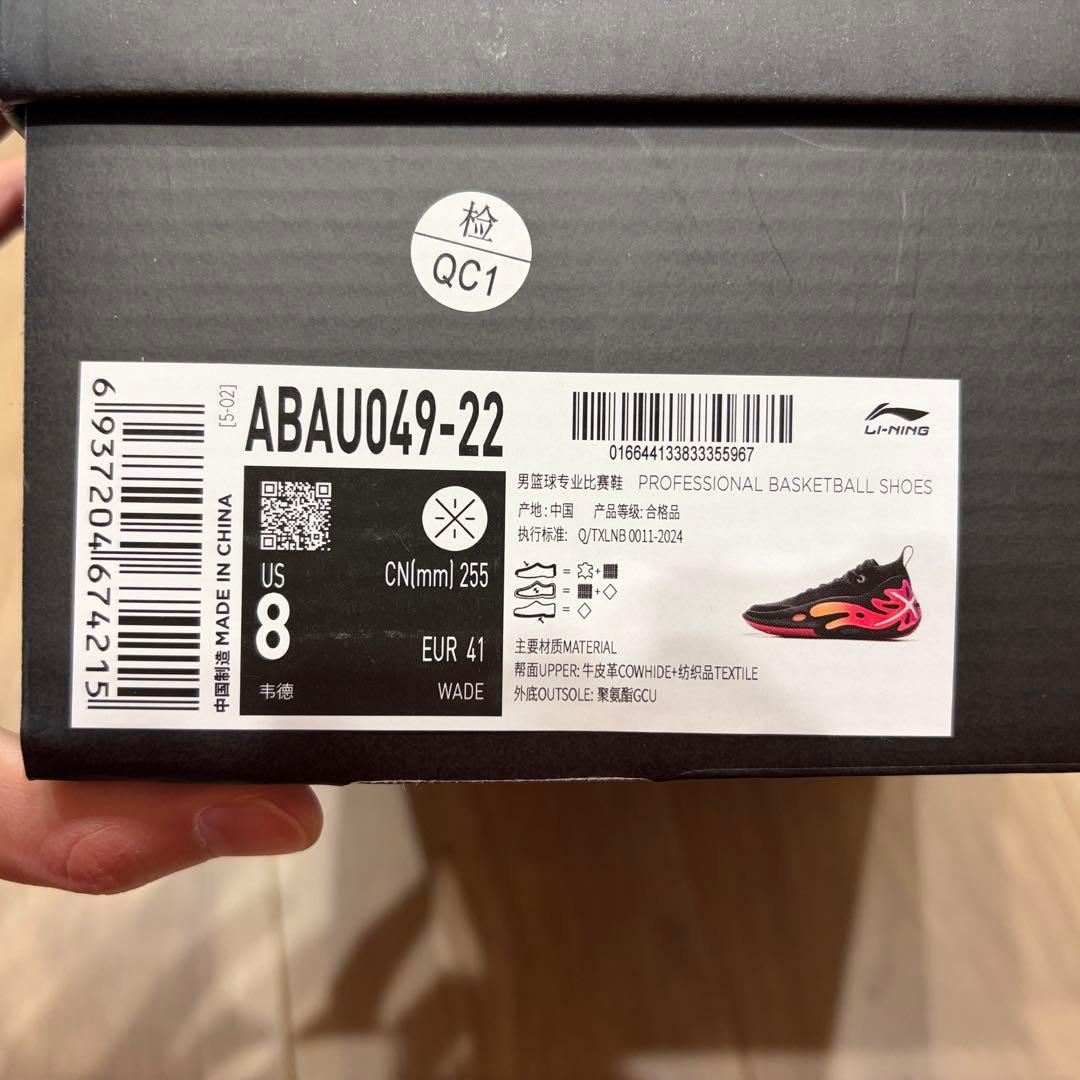 检
QC1
6937204674215
中国制造 MADE IN CHINA
[5-02]
ABAU049-22
016644133833355967
LI-NING
US
8
韦德
CN(mm) 255
EUR 41
WADE
男篮球专业比赛鞋 PROFESSIONAL BASKETBALL SHOES
产地: 中国 产品等级: 合格品
执行标准: Q/TXLNB 0011-2024
主要材质MATERIAL
帮面UPPER: 牛皮革COWHIDE+纺织品TEXTILE
外底OUTSOLE: 聚氨酯GCU